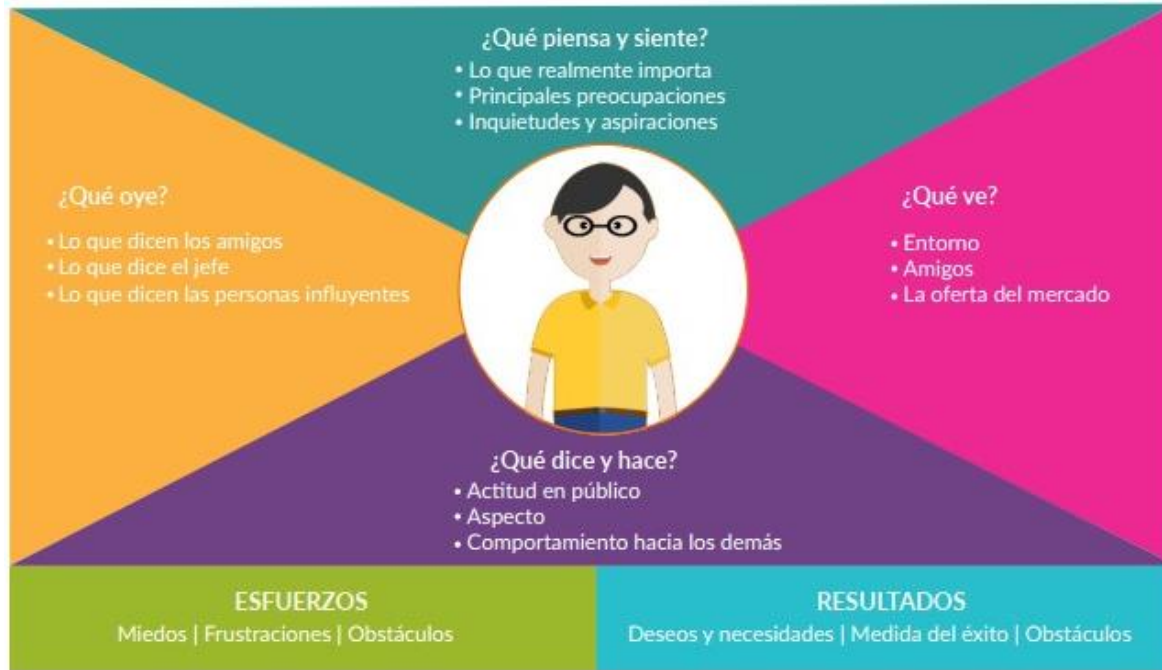 ¿Qué piensa y siente?
• Lo que realmente importa
• Principales preocupaciones
• Inquietudes y aspiraciones
¿Qué oye?
• Lo que dicen los amigos
• Lo que dice el jefe
• Lo que dicen las personas influyentes
¿Qué ve?
• Entorno
• Amigos
• La oferta del mercado
¿Qué dice y hace?
• Actitud en público
• Aspecto
• Comportamiento hacia los demás
ESFUERZOS
Miedos | Frustraciones | Obstáculos
RESULTADOS
Deseos y necesidades | Medida del éxito | Obstáculos